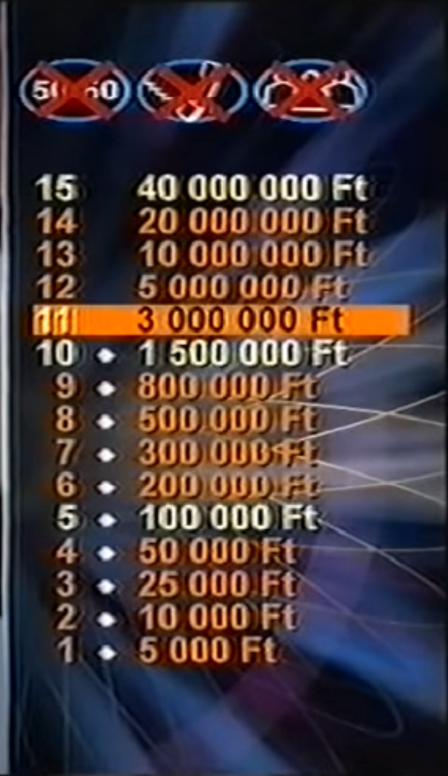 50:50
15 40 000 000 Ft
14 20 000 000 Ft
13 10 000 000 Ft
12 5 000 000 Ft
11 3 000 000 Ft
10 ♦ 1 500 000 Ft
9 ♦ 800 000 Ft
8 ♦ 500 000 Ft
7 ♦ 300 000 Ft
6 ♦ 200 000 Ft
5 ♦ 100 000 Ft
4 ♦ 50 000 Ft
3 ♦ 25 000 Ft
2 ♦ 10 000 Ft
1 ♦ 5 000 Ft